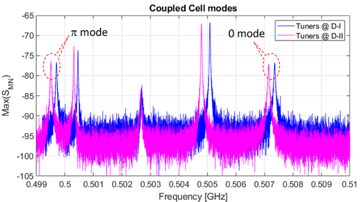 Coupled Cell modes
-65
-70
-75
-80
-85
-90
-95
-100
-105
Max(S_MN)
π mode
0 mode
Tuners @ D-I
Tuners @ D-II
0.499 0.5 0.501 0.502 0.503 0.504 0.505 0.506 0.507 0.508 0.509 0.51
Frequency [GHz]